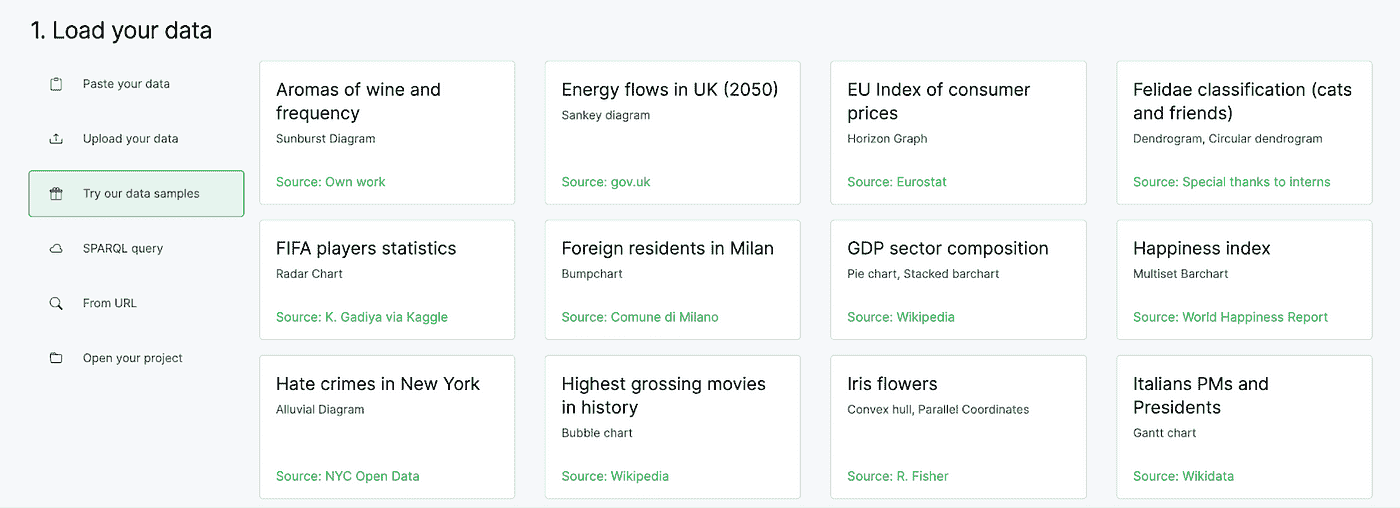 1. Load your data
Paste your data
Upload your data
Try our data samples
SPARQL query
From URL
Open your project
Aromas of wine and
frequency
Sunburst Diagram
Source: Own work
Energy flows in UK (2050)
Sankey diagram
Source: gov.uk
EU Index of consumer
prices
Horizon Graph
Source: Eurostat
Felidae classification (cats
and friends)
Dendrogram, Circular dendrogram
Source: Special thanks to interns
FIFA players statistics
Radar Chart
Source: K. Gadiya via Kaggle
Foreign residents in Milan
Bumpchart
Source: Comune di Milano
GDP sector composition
Pie chart, Stacked barchart
Source: Wikipedia
Happiness index
Multiset Barchart
Source: World Happiness Report
Hate crimes in New York
Alluvial Diagram
Source: NYC Open Data
Highest grossing movies
in history
Bubble chart
Source: Wikipedia
Iris flowers
Convex hull, Parallel Coordinates
Source: R. Fisher
Italians PMs and
Presidents
Gantt chart
Source: Wikidata